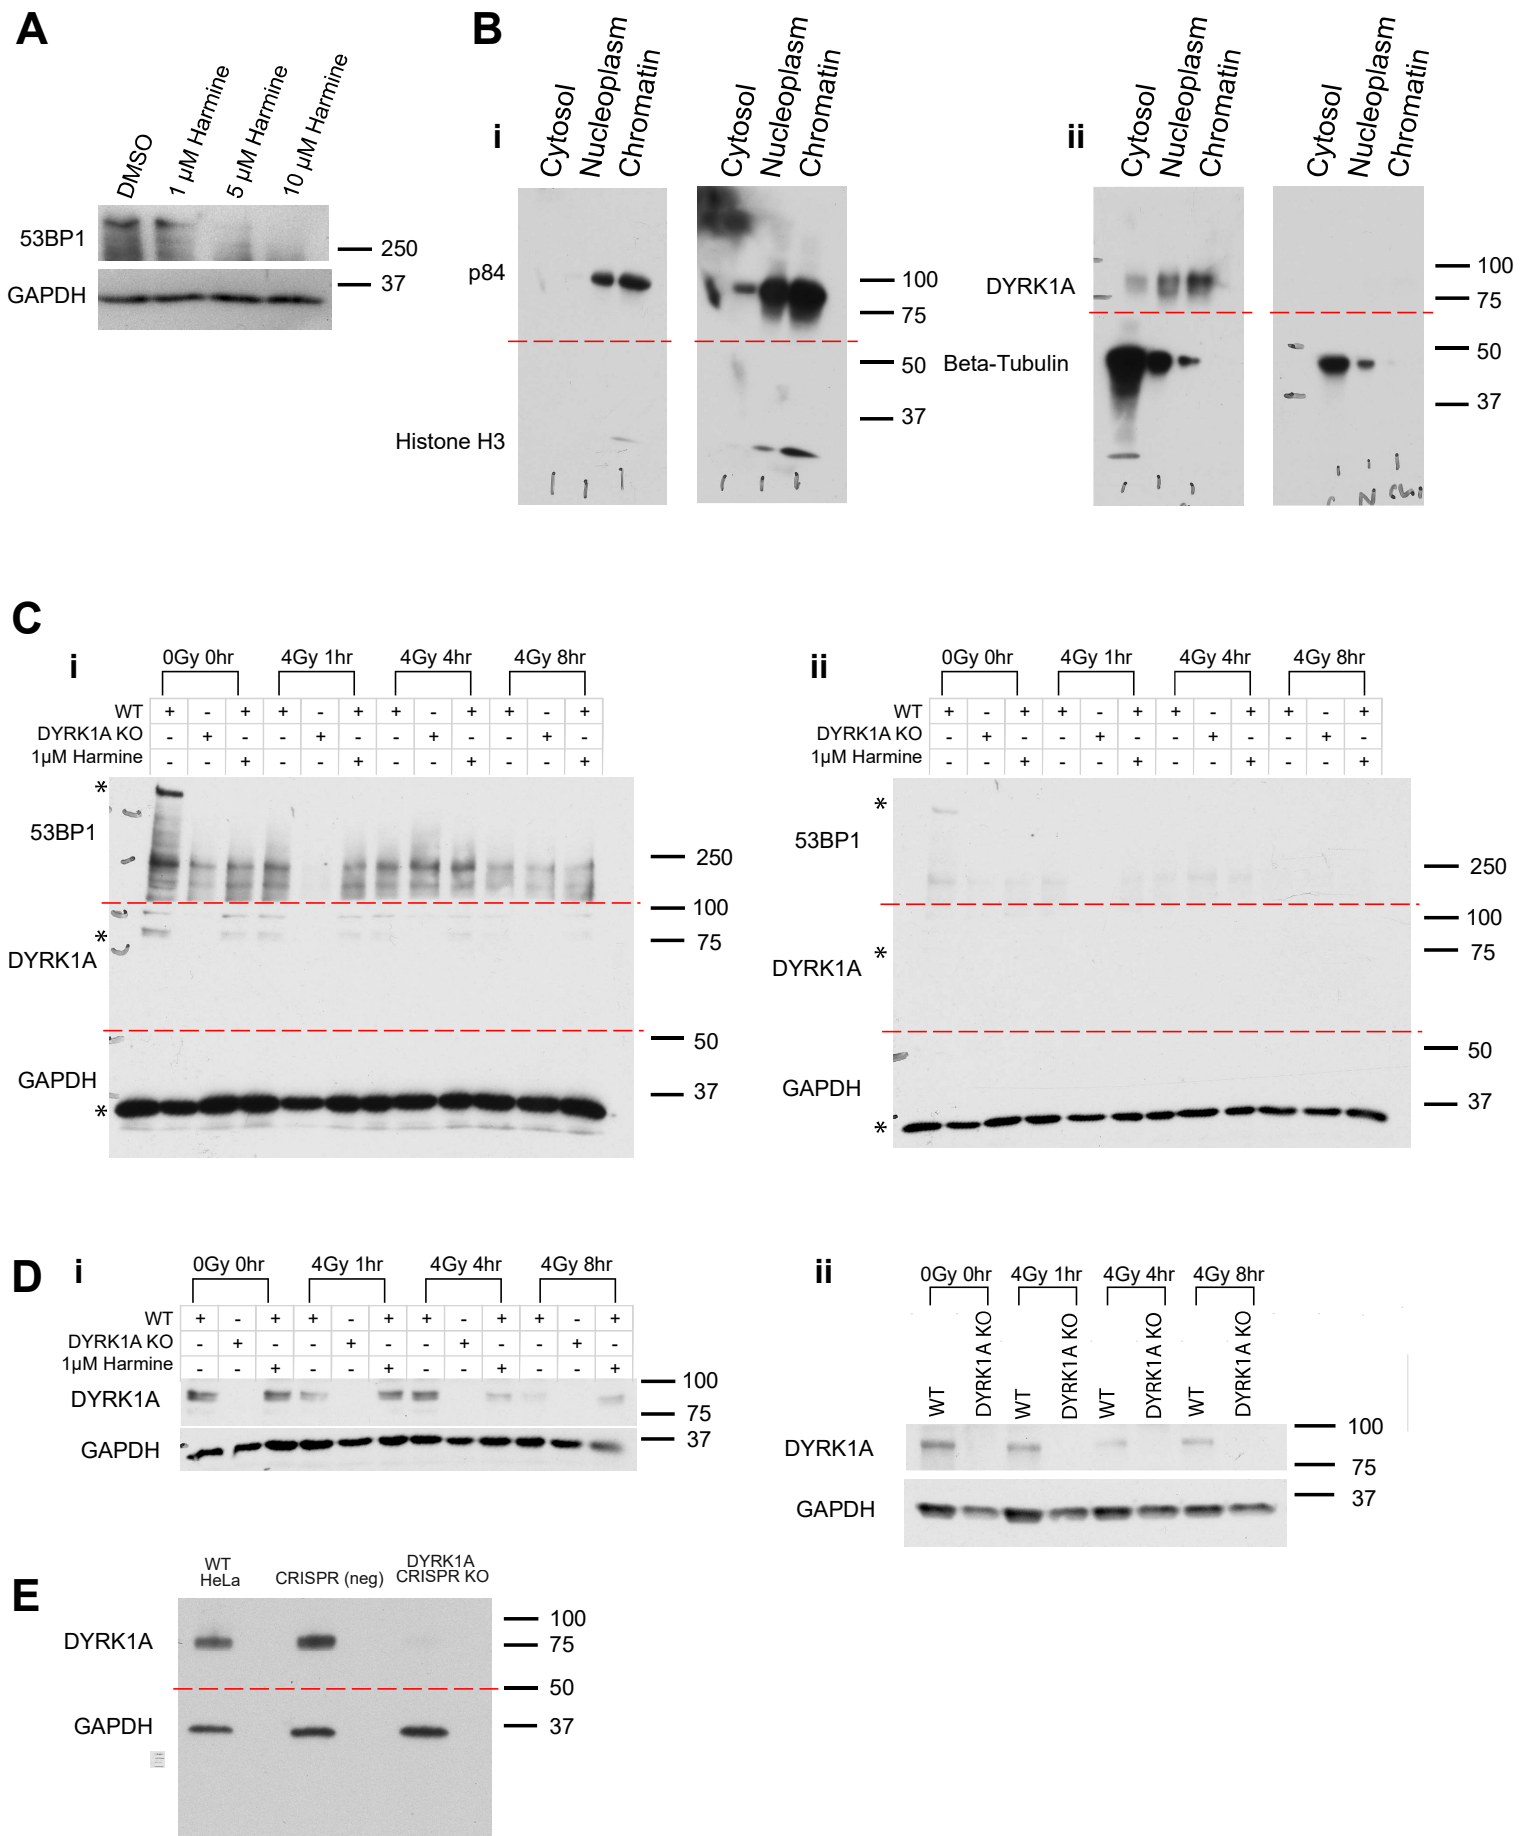 A
DMSO
1 µM Harmine
5 µM Harmine
10 µM Harmine
53BP1
250
GAPDH
37
B
i
Cytosol
Nucleoplasm
Chromatin
Cytosol
Nucleoplasm
Chromatin
p84
100
75
50
37
Histone H3
ii
Cytosol
Nucleoplasm
Chromatin
Cytosol
Nucleoplasm
Chromatin
DYRK1A
100
75
Beta-Tubulin
50
37
C
i
0Gy 0hr 4Gy 1hr 4Gy 4hr 4Gy 8hr
WT + - + + - + + - + + - +
DYRK1A KO - + - - + - - + - - + -
1µM Harmine - - + - - + - - + - - +
*
53BP1
250
100
*
75
DYRK1A
50
GAPDH
37
*
ii
0Gy 0hr 4Gy 1hr 4Gy 4hr 4Gy 8hr
WT + - + + - + + - + + - +
DYRK1A KO - + - - + - - + - - + -
1µM Harmine - - + - - + - - + - - +
*
53BP1
250
100
*
75
DYRK1A
50
GAPDH
37
*
D
i
0Gy 0hr 4Gy 1hr 4Gy 4hr 4Gy 8hr
WT + - + + - + + - + + - +
DYRK1A KO - + - - + - - + - - + -
1µM Harmine - - + - - + - - + - - +
DYRK1A
100
75
GAPDH
37
ii
0Gy 0hr 4Gy 1hr 4Gy 4hr 4Gy 8hr
WT
DYRK1A KO
WT
DYRK1A KO
WT
DYRK1A KO
WT
DYRK1A KO
DYRK1A
100
75
GAPDH
37
E
WT
HeLa
CRISPR (neg)
DYRK1A
CRISPR KO
DYRK1A
100
75
50
GAPDH
37